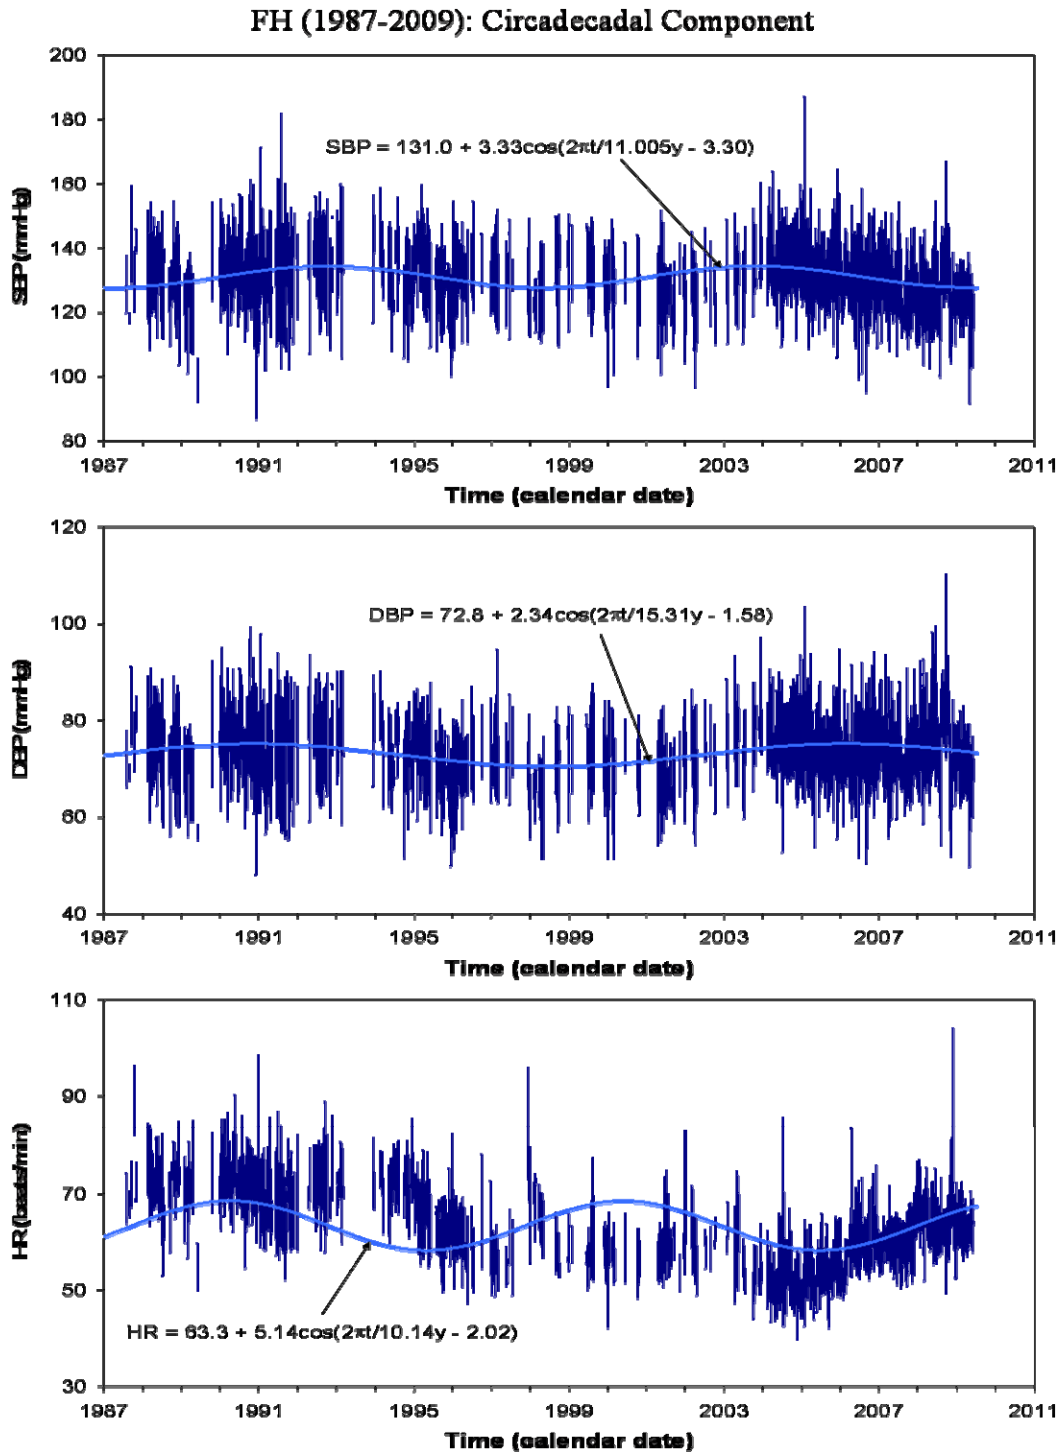 FH (1987-2009): Circadecadal Component
200
180
160
140
120
100
80
SBP (mmHg)
SBP = 131.0 + 3.33cos(2πt/11.005y - 3.30)
1987 1991 1995 1999 2003 2007 2011
Time (calendar date)
120
100
80
60
40
DBP (mmHg)
DBP = 72.8 + 2.34cos(2πt/15.31y - 1.58)
1987 1991 1995 1999 2003 2007 2011
Time (calendar date)
110
90
70
50
30
HR (beats/min)
HR = 63.3 + 5.14cos(2πt/10.14y - 2.02)
1987 1991 1995 1999 2003 2007 2011
Time (calendar date)